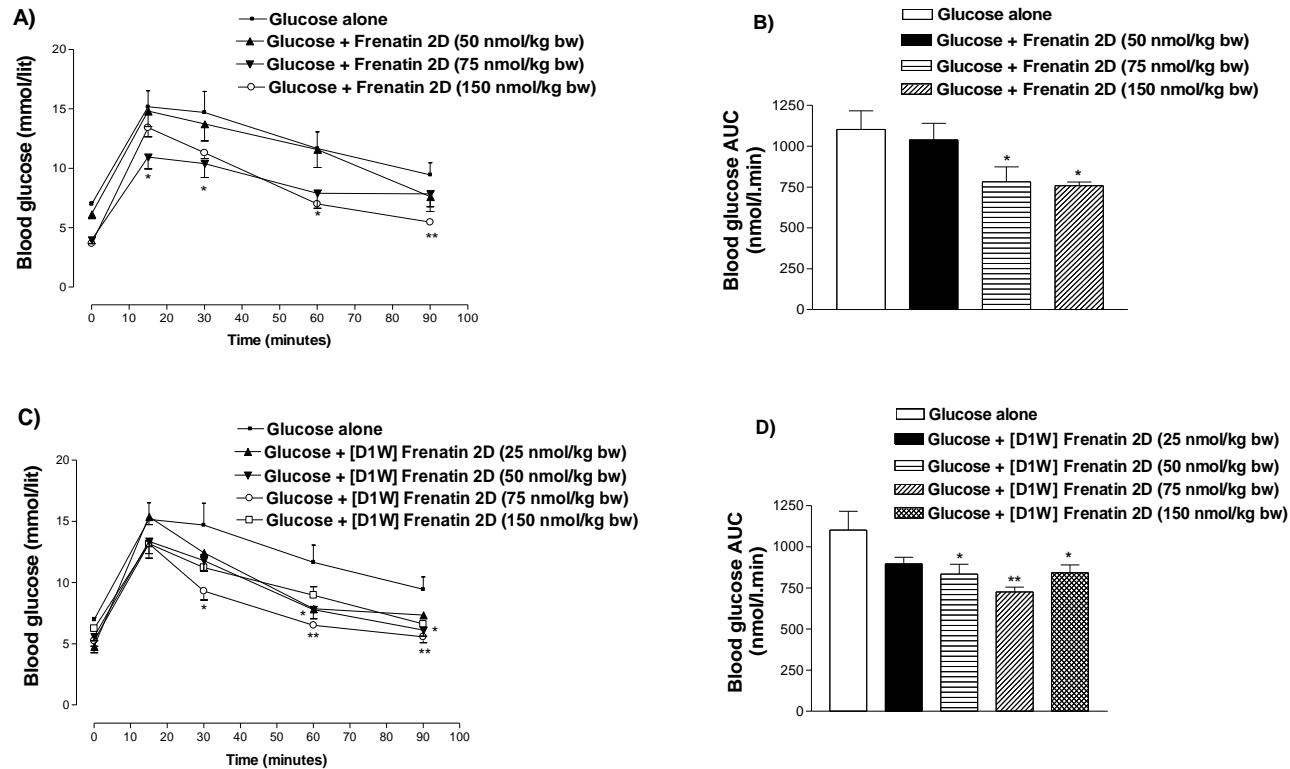 A)
Glucose alone
Glucose + Frenatin 2D (50 nmol/kg bw)
Glucose + Frenatin 2D (75 nmol/kg bw)
Glucose + Frenatin 2D (150 nmol/kg bw)
Blood glucose (mmol/lit)
20
15
10
5
0
* * * **
0 10 20 30 40 50 60 70 80 90 100
Time (minutes)
B)
Glucose alone
Glucose + Frenatin 2D (50 nmol/kg bw)
Glucose + Frenatin 2D (75 nmol/kg bw)
Glucose + Frenatin 2D (150 nmol/kg bw)
Blood glucose AUC
(nmol/l.min)
1250
1000
750
500
250
0
* *
C)
Glucose alone
Glucose + [D1W] Frenatin 2D (25 nmol/kg bw)
Glucose + [D1W] Frenatin 2D (50 nmol/kg bw)
Glucose + [D1W] Frenatin 2D (75 nmol/kg bw)
Glucose + [D1W] Frenatin 2D (150 nmol/kg bw)
Blood glucose (mmol/lit)
20
15
10
5
0
* * ** * **
0 10 20 30 40 50 60 70 80 90 100
Time (minutes)
D)
Glucose alone
Glucose + [D1W] Frenatin 2D (25 nmol/kg bw)
Glucose + [D1W] Frenatin 2D (50 nmol/kg bw)
Glucose + [D1W] Frenatin 2D (75 nmol/kg bw)
Glucose + [D1W] Frenatin 2D (150 nmol/kg bw)
Blood glucose AUC
(nmol/l.min)
1250
1000
750
500
250
0
* ** *